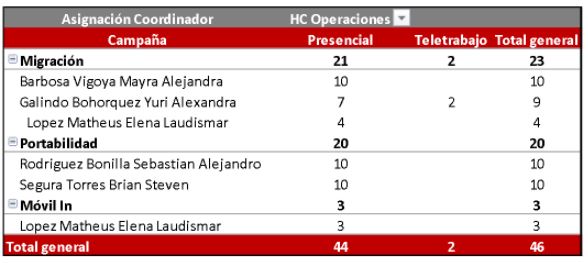 Asignación Coordinador HC Operaciones
Campaña Presencial Teletrabajo Total general
Migración 21 2 23
Barbosa Vigoya Mayra Alejandra 10 10
Galindo Bohorquez Yuri Alexandra 7 2 9
Lopez Matheus Elena Laudismar 4 4
Portabilidad 20 20
Rodriguez Bonilla Sebastian Alejandro 10 10
Segura Torres Brian Steven 10 10
Móvil In 3 3
Lopez Matheus Elena Laudismar 3 3
Total general 44 2 46